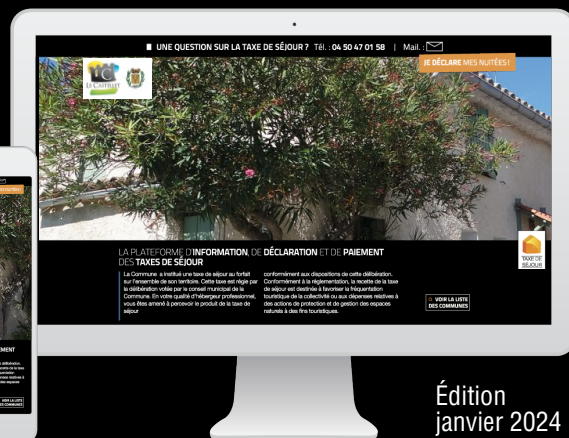 ■ UNE QUESTION SUR LA TAXE DE SÉJOUR ? Tél. : 04 50 47 01 58 | Mail. :
JE DÉCLARE MES NUITÉES !
LE CASTELLET
LA PLATEFORME D'INFORMATION, DE DÉCLARATION ET DE PAIEMENT
DES TAXES DE SÉJOUR
La Commune a institué une taxe de séjour au forfait
sur l'ensemble de son territoire. Cette taxe est régie par
la délibération votée par le conseil municipal de la
Commune. En votre qualité d'hébergeur professionnel,
vous êtes amené à percevoir le produit de la taxe de
séjour
conformément aux dispositions de cette délibération.
Conformément à la réglementation, la recette de la taxe
de séjour est destinée à favoriser la fréquentation
touristique de la collectivité ou aux dépenses relatives à
des actions de protection et de gestion des espaces
naturels à des fins touristiques.
TAXE DE
SÉJOUR
VOIR LA LISTE
DES COMMUNES
EMENT
VOIR LA LISTE
DES COMMUNES
Édition
janvier 2024